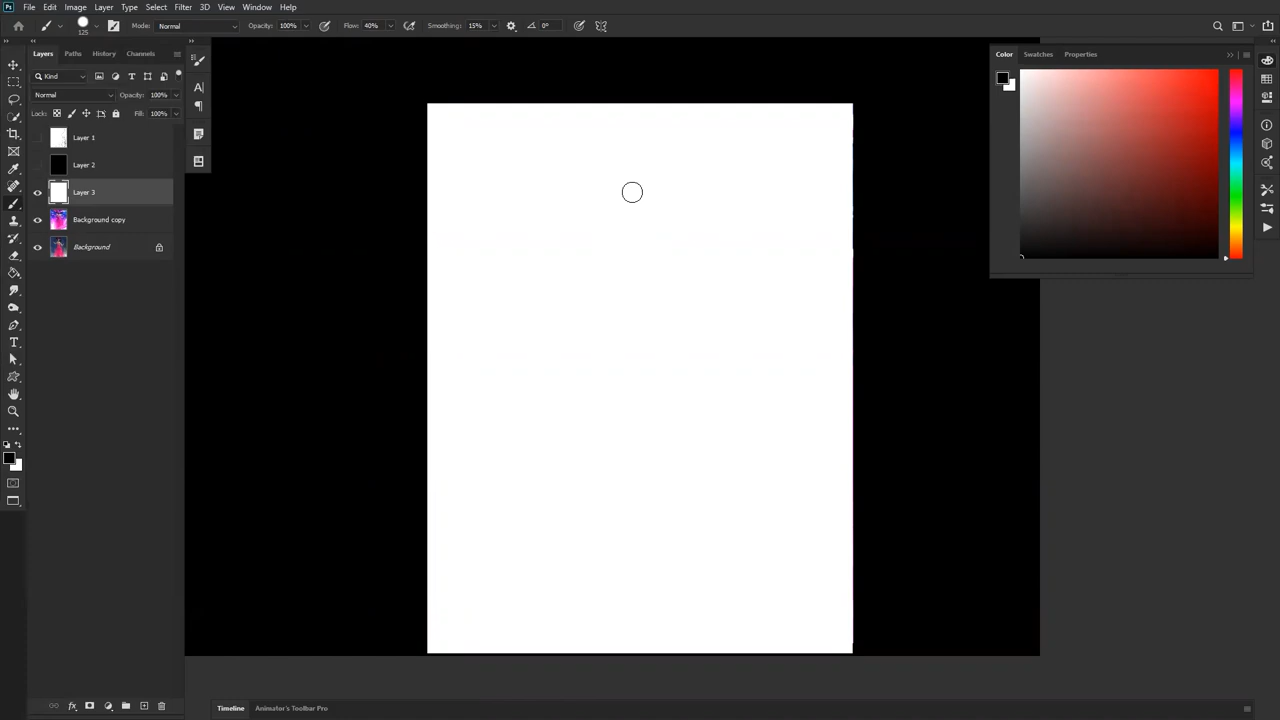 Ps File Edit Image Layer Type Select Filter 3D View Window Help
125 Mode: Normal Opacity: 100% Flow: 40% Smoothing: 15% 0°
Layers Paths History Channels
Kind
Normal Opacity: 100%
Lock: Fill: 100%
Layer 1
Layer 2
Layer 3
Background copy
Background
Color Swatches Properties
Timeline Animator's Toolbar Pro